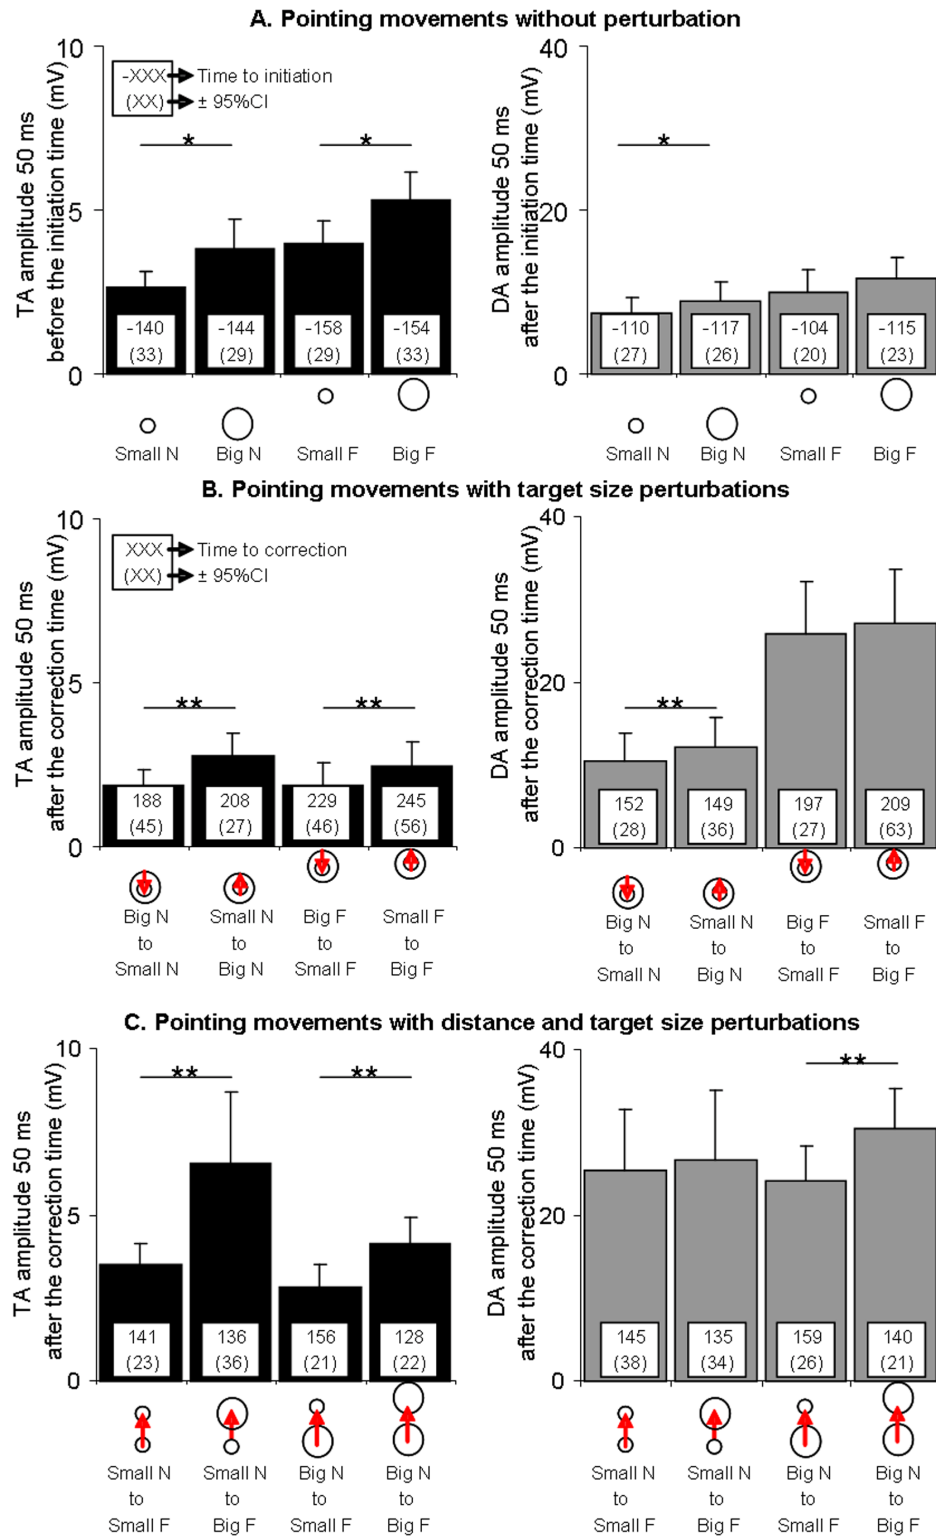 A. Pointing movements without perturbation
TA amplitude 50 ms
before the initiation time (mV)
10
5
0
-XXX Time to initiation
(XX) ± 95%CI
*
*
-140
(33)
-144
(29)
-158
(29)
-154
(33)
Small N
Big N
Small F
Big F
DA amplitude 50 ms
after the initiation time (mV)
40
20
0
*
-110
(27)
-117
(26)
-104
(20)
-115
(23)
Small N
Big N
Small F
Big F
B. Pointing movements with target size perturbations
TA amplitude 50 ms
after the correction time (mV)
10
5
0
XXX Time to correction
(XX) ± 95%CI
**
**
188
(45)
208
(27)
229
(46)
245
(56)
Big N
to
Small N
Small N
to
Big N
Big F
to
Small F
Small F
to
Big F
DA amplitude 50 ms
after the correction time (mV)
40
20
0
**
152
(28)
149
(36)
197
(27)
209
(63)
Big N
to
Small N
Small N
to
Big N
Big F
to
Small F
Small F
to
Big F
C. Pointing movements with distance and target size perturbations
TA amplitude 50 ms
after the correction time (mV)
10
5
0
**
**
141
(23)
136
(36)
156
(21)
128
(22)
Small N
to
Small F
Small N
to
Big F
Big N
to
Small F
Big N
to
Big F
DA amplitude 50 ms
after the correction time (mV)
40
20
0
**
145
(38)
135
(34)
159
(26)
140
(21)
Small N
to
Small F
Small N
to
Big F
Big N
to
Small F
Big N
to
Big F